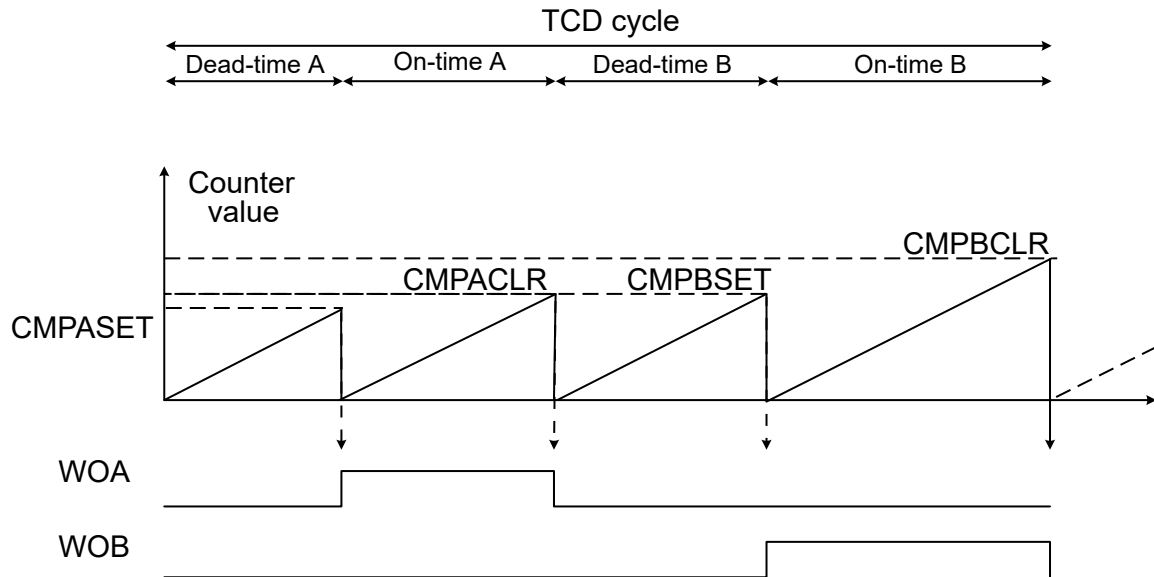 TCD cycle
Dead-time A
On-time A
Dead-time B
On-time B
Counter
value
CMPBCLR
CMPACLR
CMPBSET
CMPASET
WOA
WOB